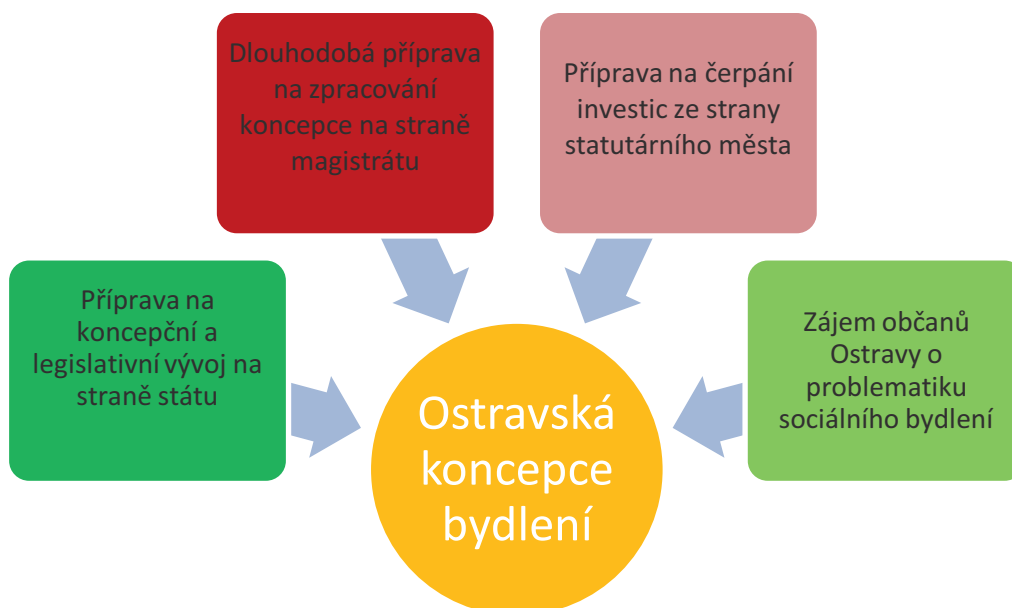 Dlouhodobá příprava
na zpracování
koncepce na straně
magistrátu
Příprava na čerpání
investic ze strany
statutárního města
Příprava na
koncepční a
legislativní vývoj na
straně státu
Zájem občanů
Ostravy o
problematiku
sociálního bydlení
Ostravská
koncepce
bydlení